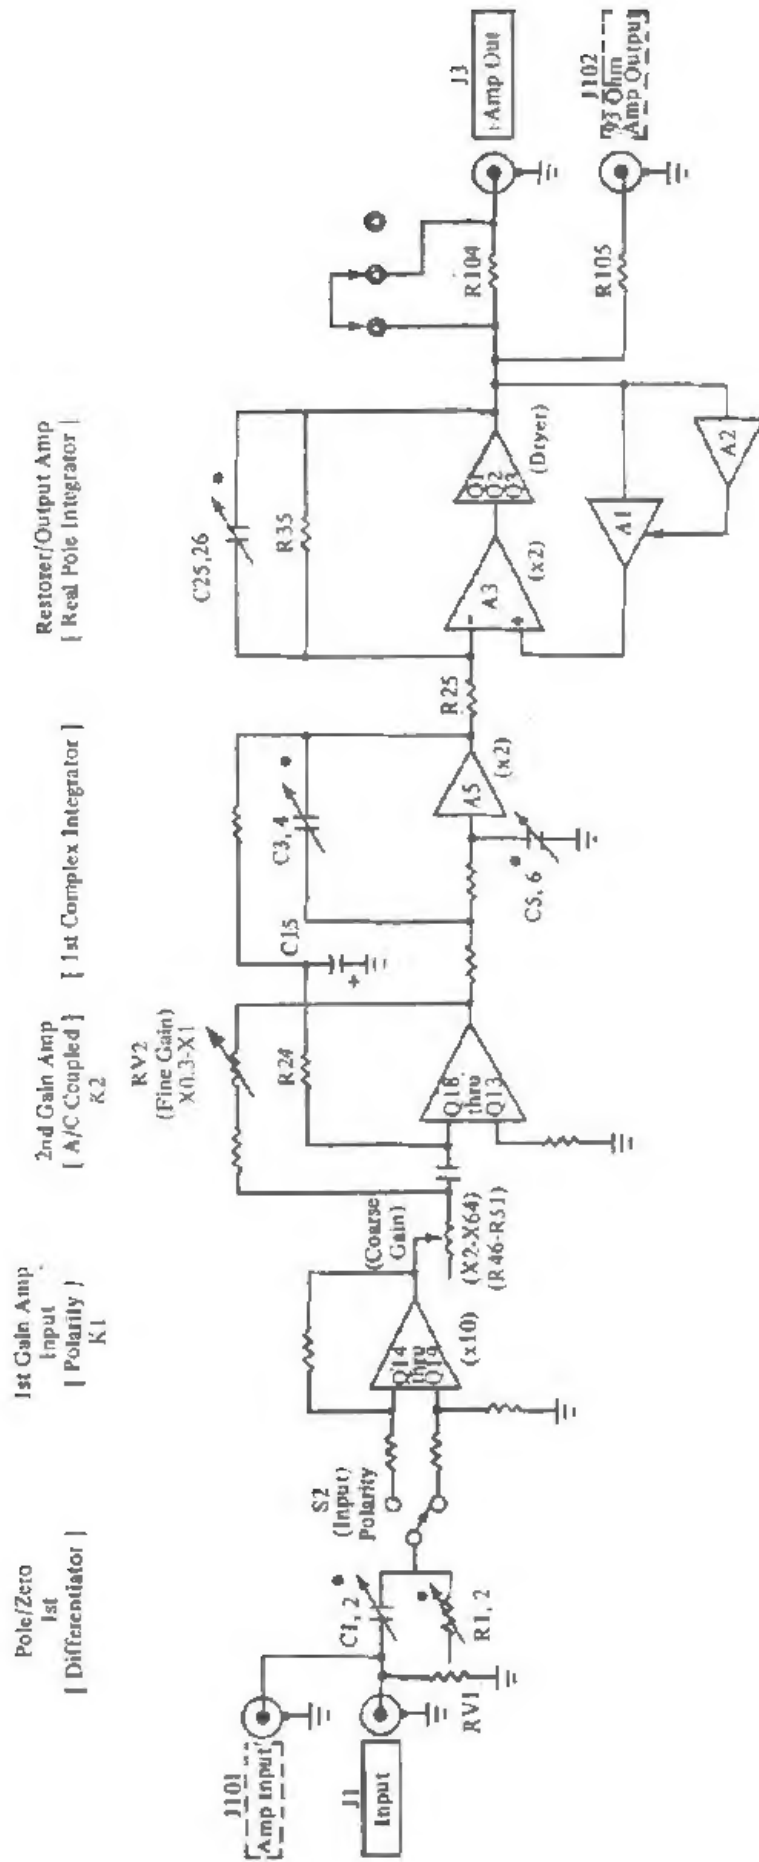 Pole/Zero
1st
[ Differentiator ]
1st Gain Amp
Input
[ Polarity ]
K1
2nd Gain Amp
[ A/C Coupled ]
K2
[ 1st Complex Integrator ]
Restorer/Output Amp
[ Real Pole Integrator ]
J101
Amp Input
J1
Input
RV1
C1, 2
R1, 2
S2
(Input)
Polarity
Q14
thru
Q19
(x10)
(Coarse
Gain)
(X2-X64)
(R46-R51)
RV2
(Fine Gain)
X0.3-X1
R24
Q18
thru
Q13
C15
+
C3, 4
A5
(x2)
C5, 6
R25
C25,26
R35
-
+
A3
(x2)
Q1
Q2
Q3
(Dryer)
A1
A2
R104
R105
J3
Amp Out
J102
93 Ohm
Amp Output